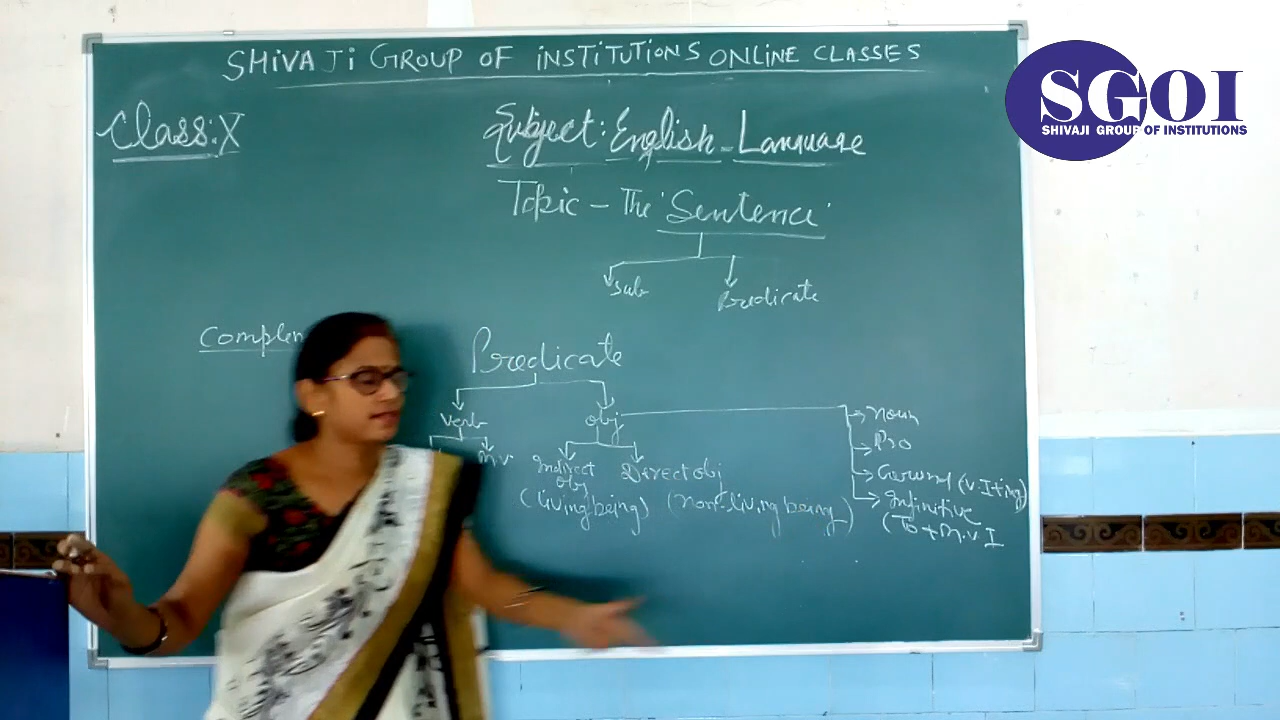 SHIVAJI GROUP OF INSTITUTIONS ONLINE CLASSES
SGOI
SHIVAJI GROUP OF INSTITUTIONS
Class: X
Subject: English Language
Topic - The 'Sentence'
Sub
Predicate
Complem
Predicate
Verb
obj
m.v
Indirect obj
Direct obj
(living being)
(Non-living being)
Noun
Pro
Gerund (v.I+ing)
Infinitive
(To+m.v I